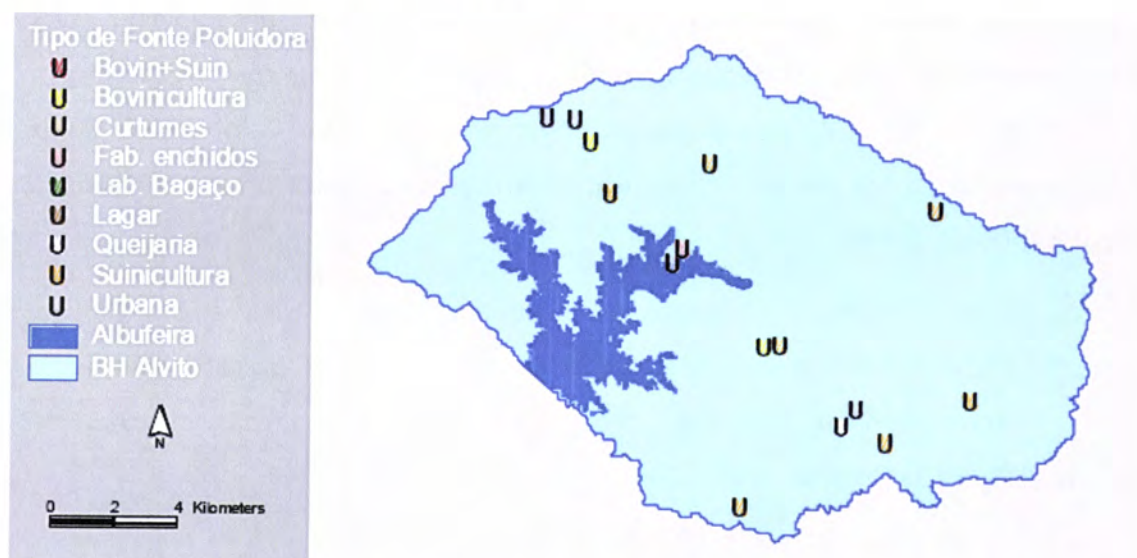 Tipo de Fonte Poluidora
Bovin+Suin
Bovinicultura
Curtumes
Fab. enchidos
Lab. Bagaço
Lagar
Queijaria
Suinicultura
Urbana
Albufeira
BH Alvito
N
0 2 4 Kilometers